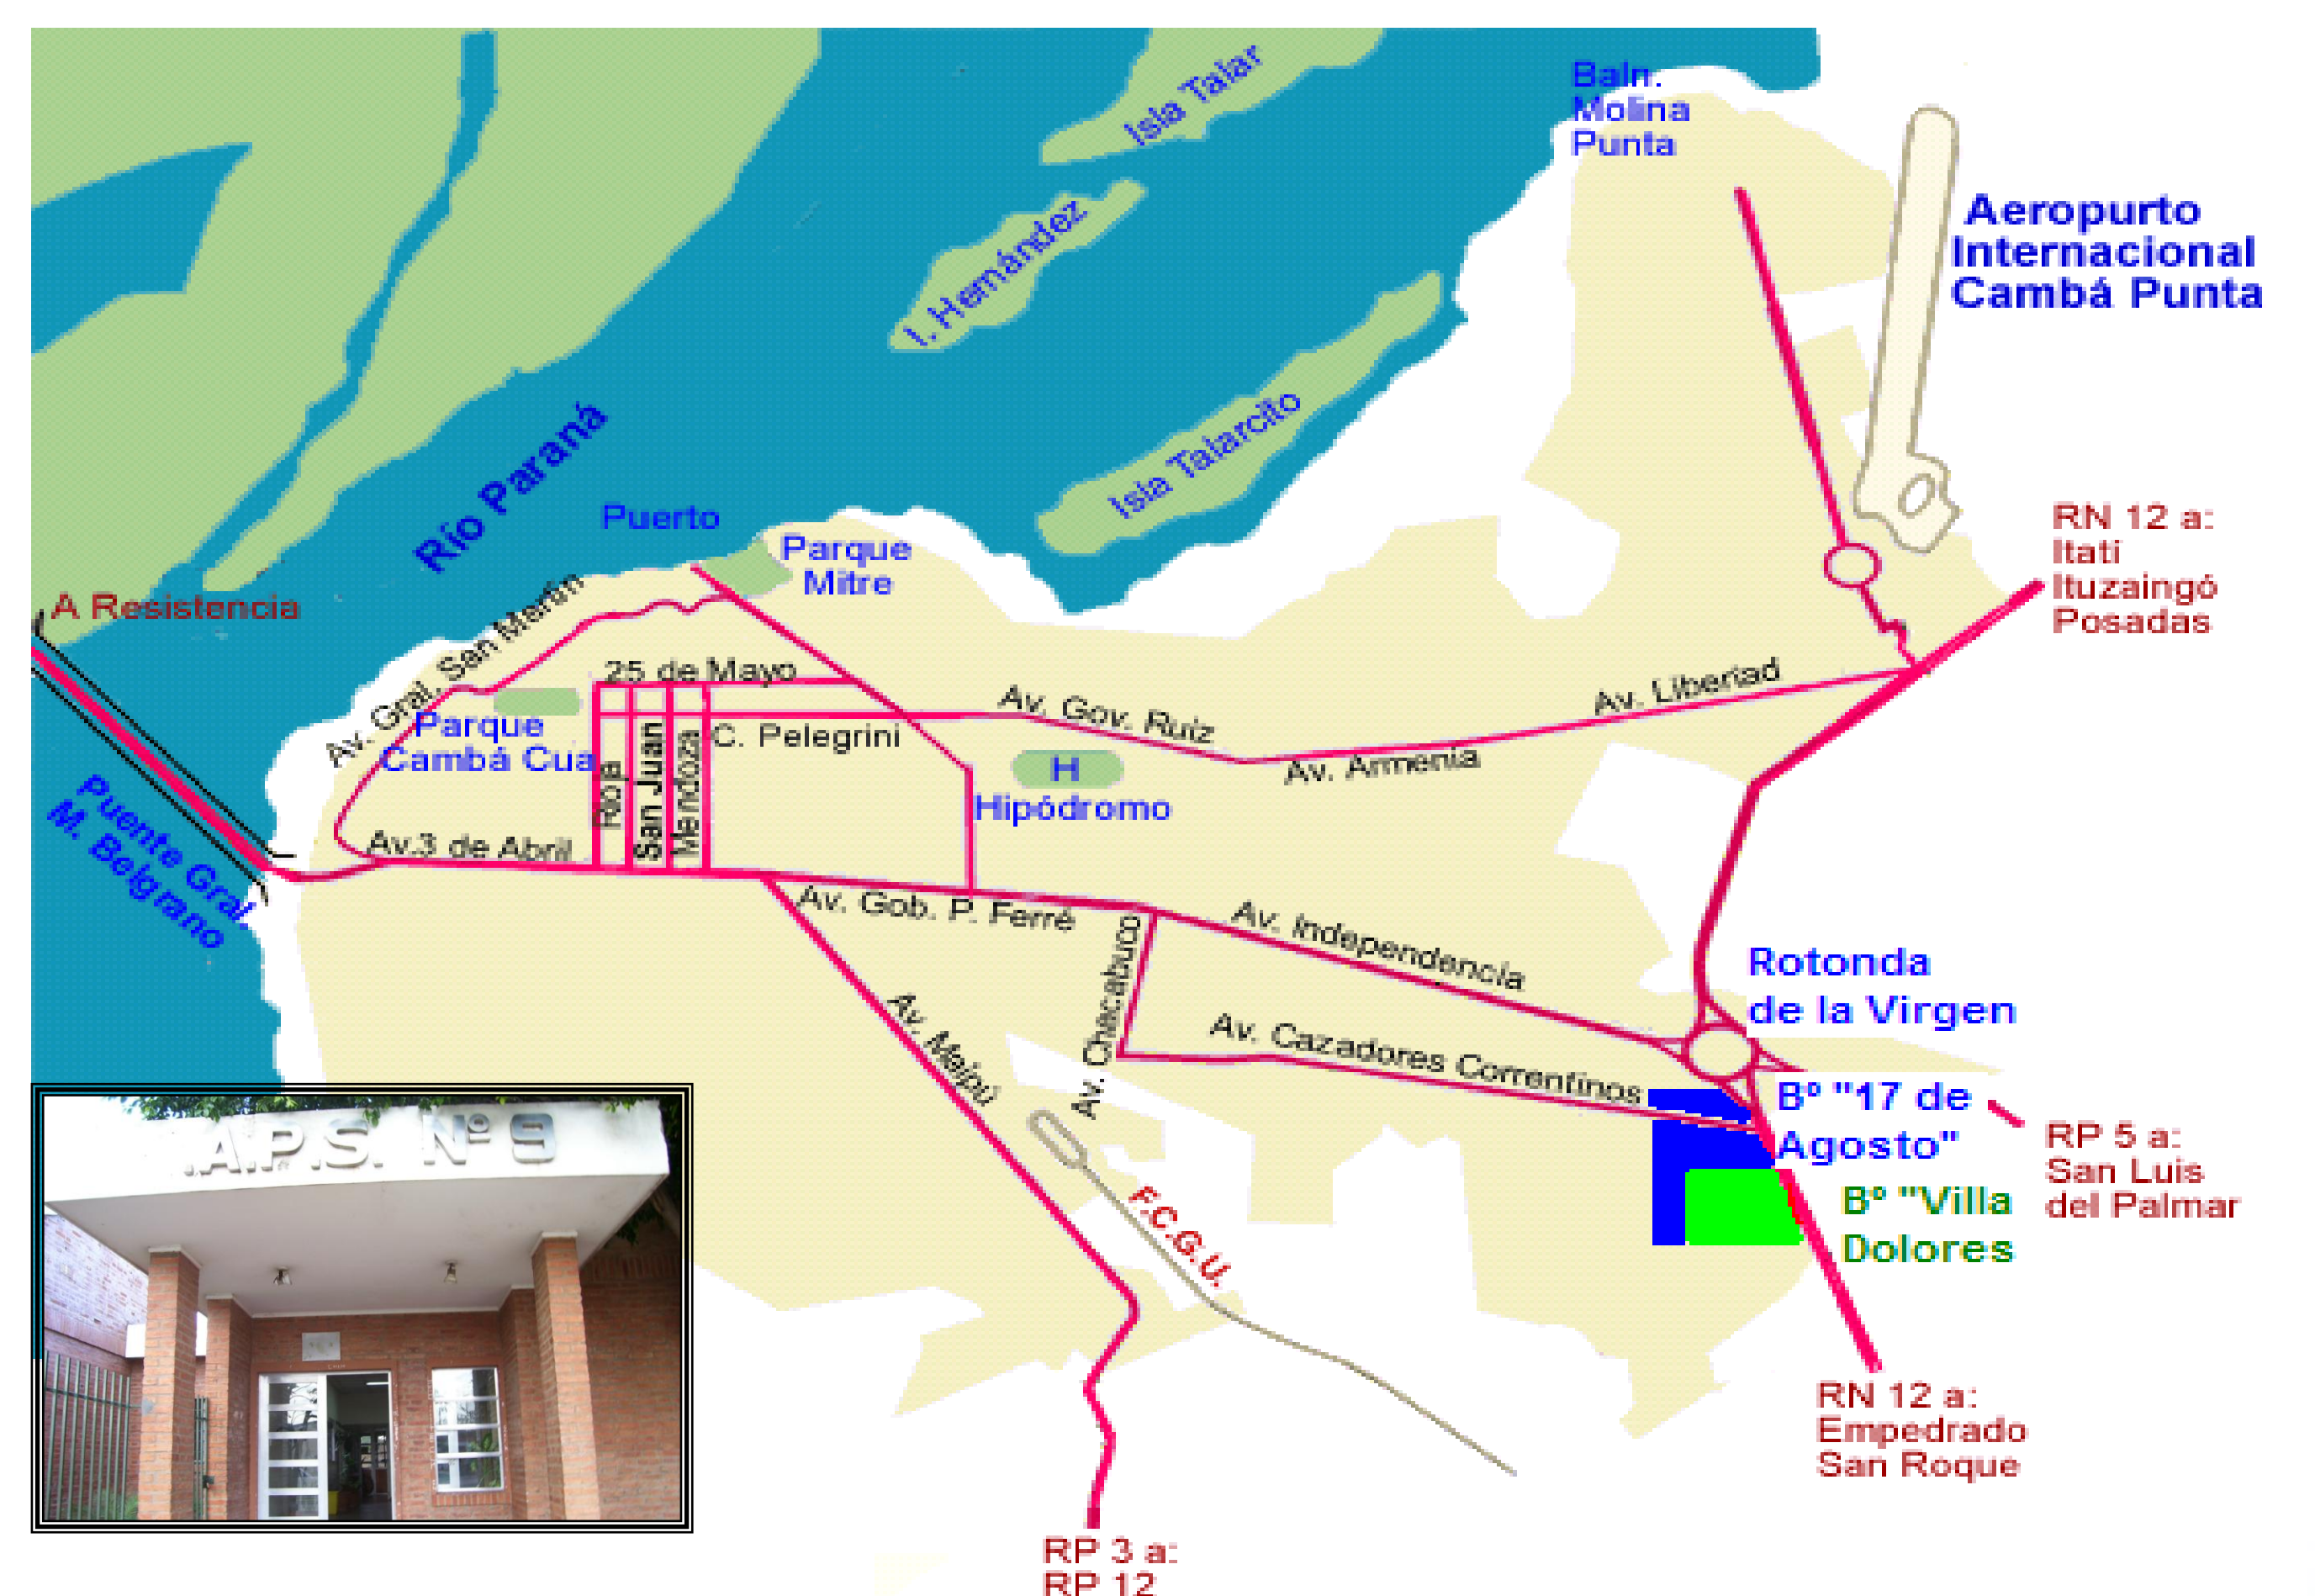 Isla Talar
Baln.
Molina
Punta
I. Hernández
Aeropurto
Internacional
Cambá Punta
Isla Talarcito
Río Paraná
Puerto
Parque
Mitre
RN 12 a:
Itati
Ituzaingó
Posadas
A Resistencia
Av. Gral. San Martín
25 de Mayo
Av. Gov. Ruiz
Av. Libertad
Parque
Cambá Cua
C. Pelegrini
Av. Armenia
H
Hipódromo
Rioja
San Juan
Mendoza
Puente Gral.
M. Belgrano
Av.3 de Abril
Av. Gob. P. Ferré
Av. Independencia
Av. Chacabuco
Rotonda
de la Virgen
Av. Maipú
Av. Cazadores Correntinos
Bº "17 de
Agosto"
RP 5 a:
San Luis
del Palmar
Bº "Villa
Dolores
F.C.G.U.
.A.P.S. Nº 9
RN 12 a:
Empedrado
San Roque
RP 3 a:
RP 12